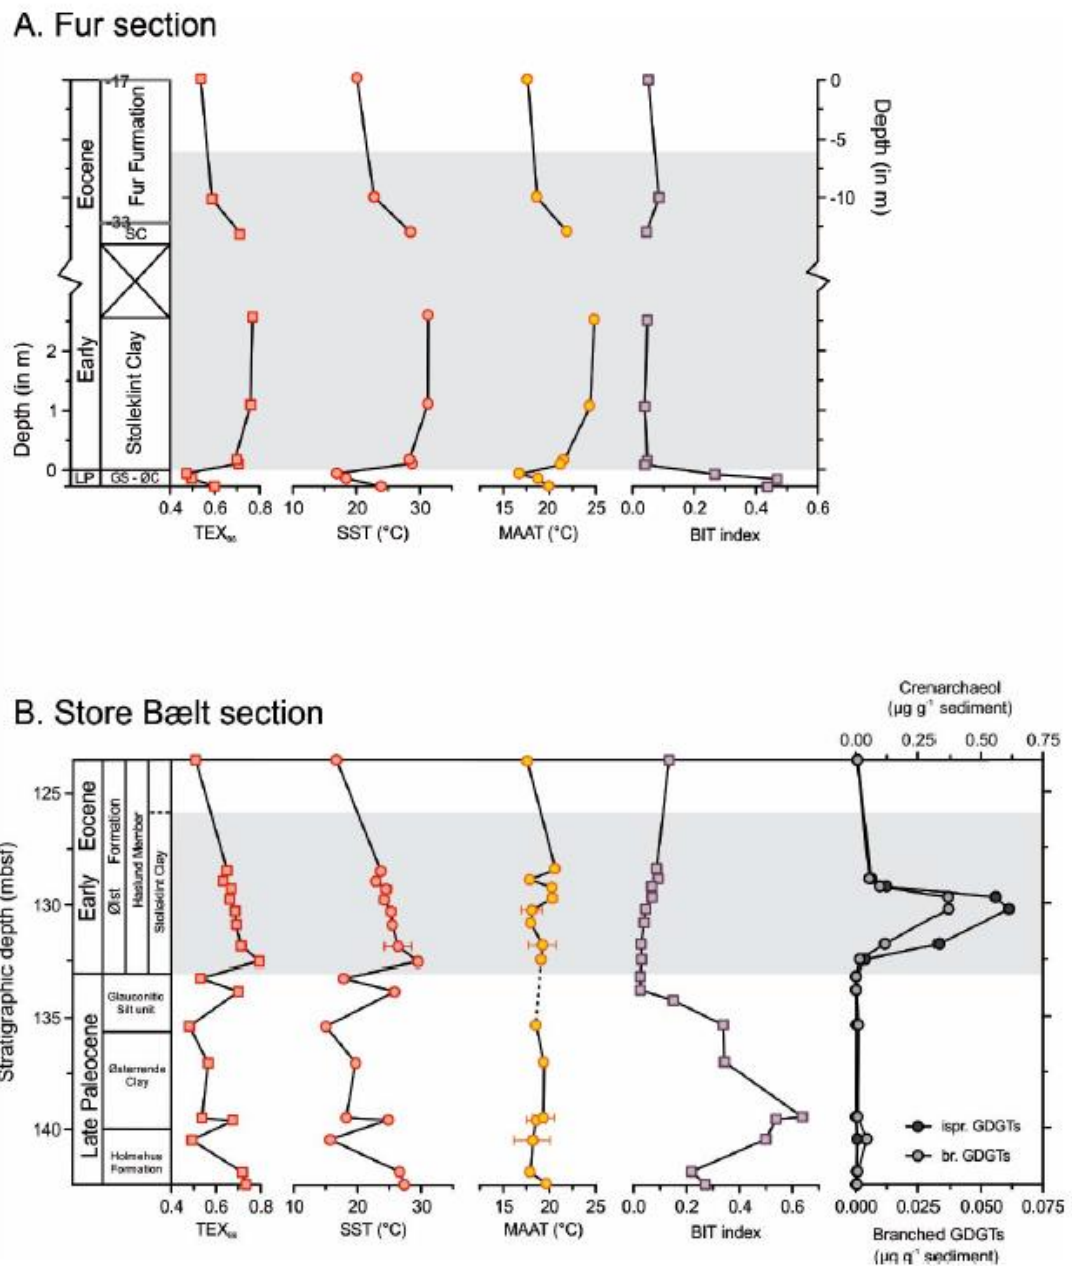 A. Fur section
Eocene
Early
LP
-17
Fur Furmation
-33
SC
Stolleklint Clay
GS - ØC
Depth (in m)
2
1
0
0
-5
-10
Depth (in m)
0.4 0.6 0.8
TEX₈₆
10 20 30
SST (°C)
15 20 25
MAAT (°C)
0.0 0.2 0.4 0.6
BIT index
B. Store Bælt section
Crenarchaeol
(µg g⁻¹ sediment)
0.00 0.25 0.50 0.75
Stratigraphic depth (mbsf)
125
130
135
140
Early Eocene
Late Paleocene
Ølst Formation
Haslund Member
Stolleklint Clay
Glauconitic
Silt unit
Østerrende
Clay
Holmehus
Formation
ispr. GDGTs
br. GDGTs
0.4 0.6 0.8
TEX₈₆
10 20 30
SST (°C)
15 20 25
MAAT (°C)
0.0 0.2 0.4 0.6
BIT index
0.000 0.025 0.050 0.075
Branched GDGTs
(µg g⁻¹ sediment)